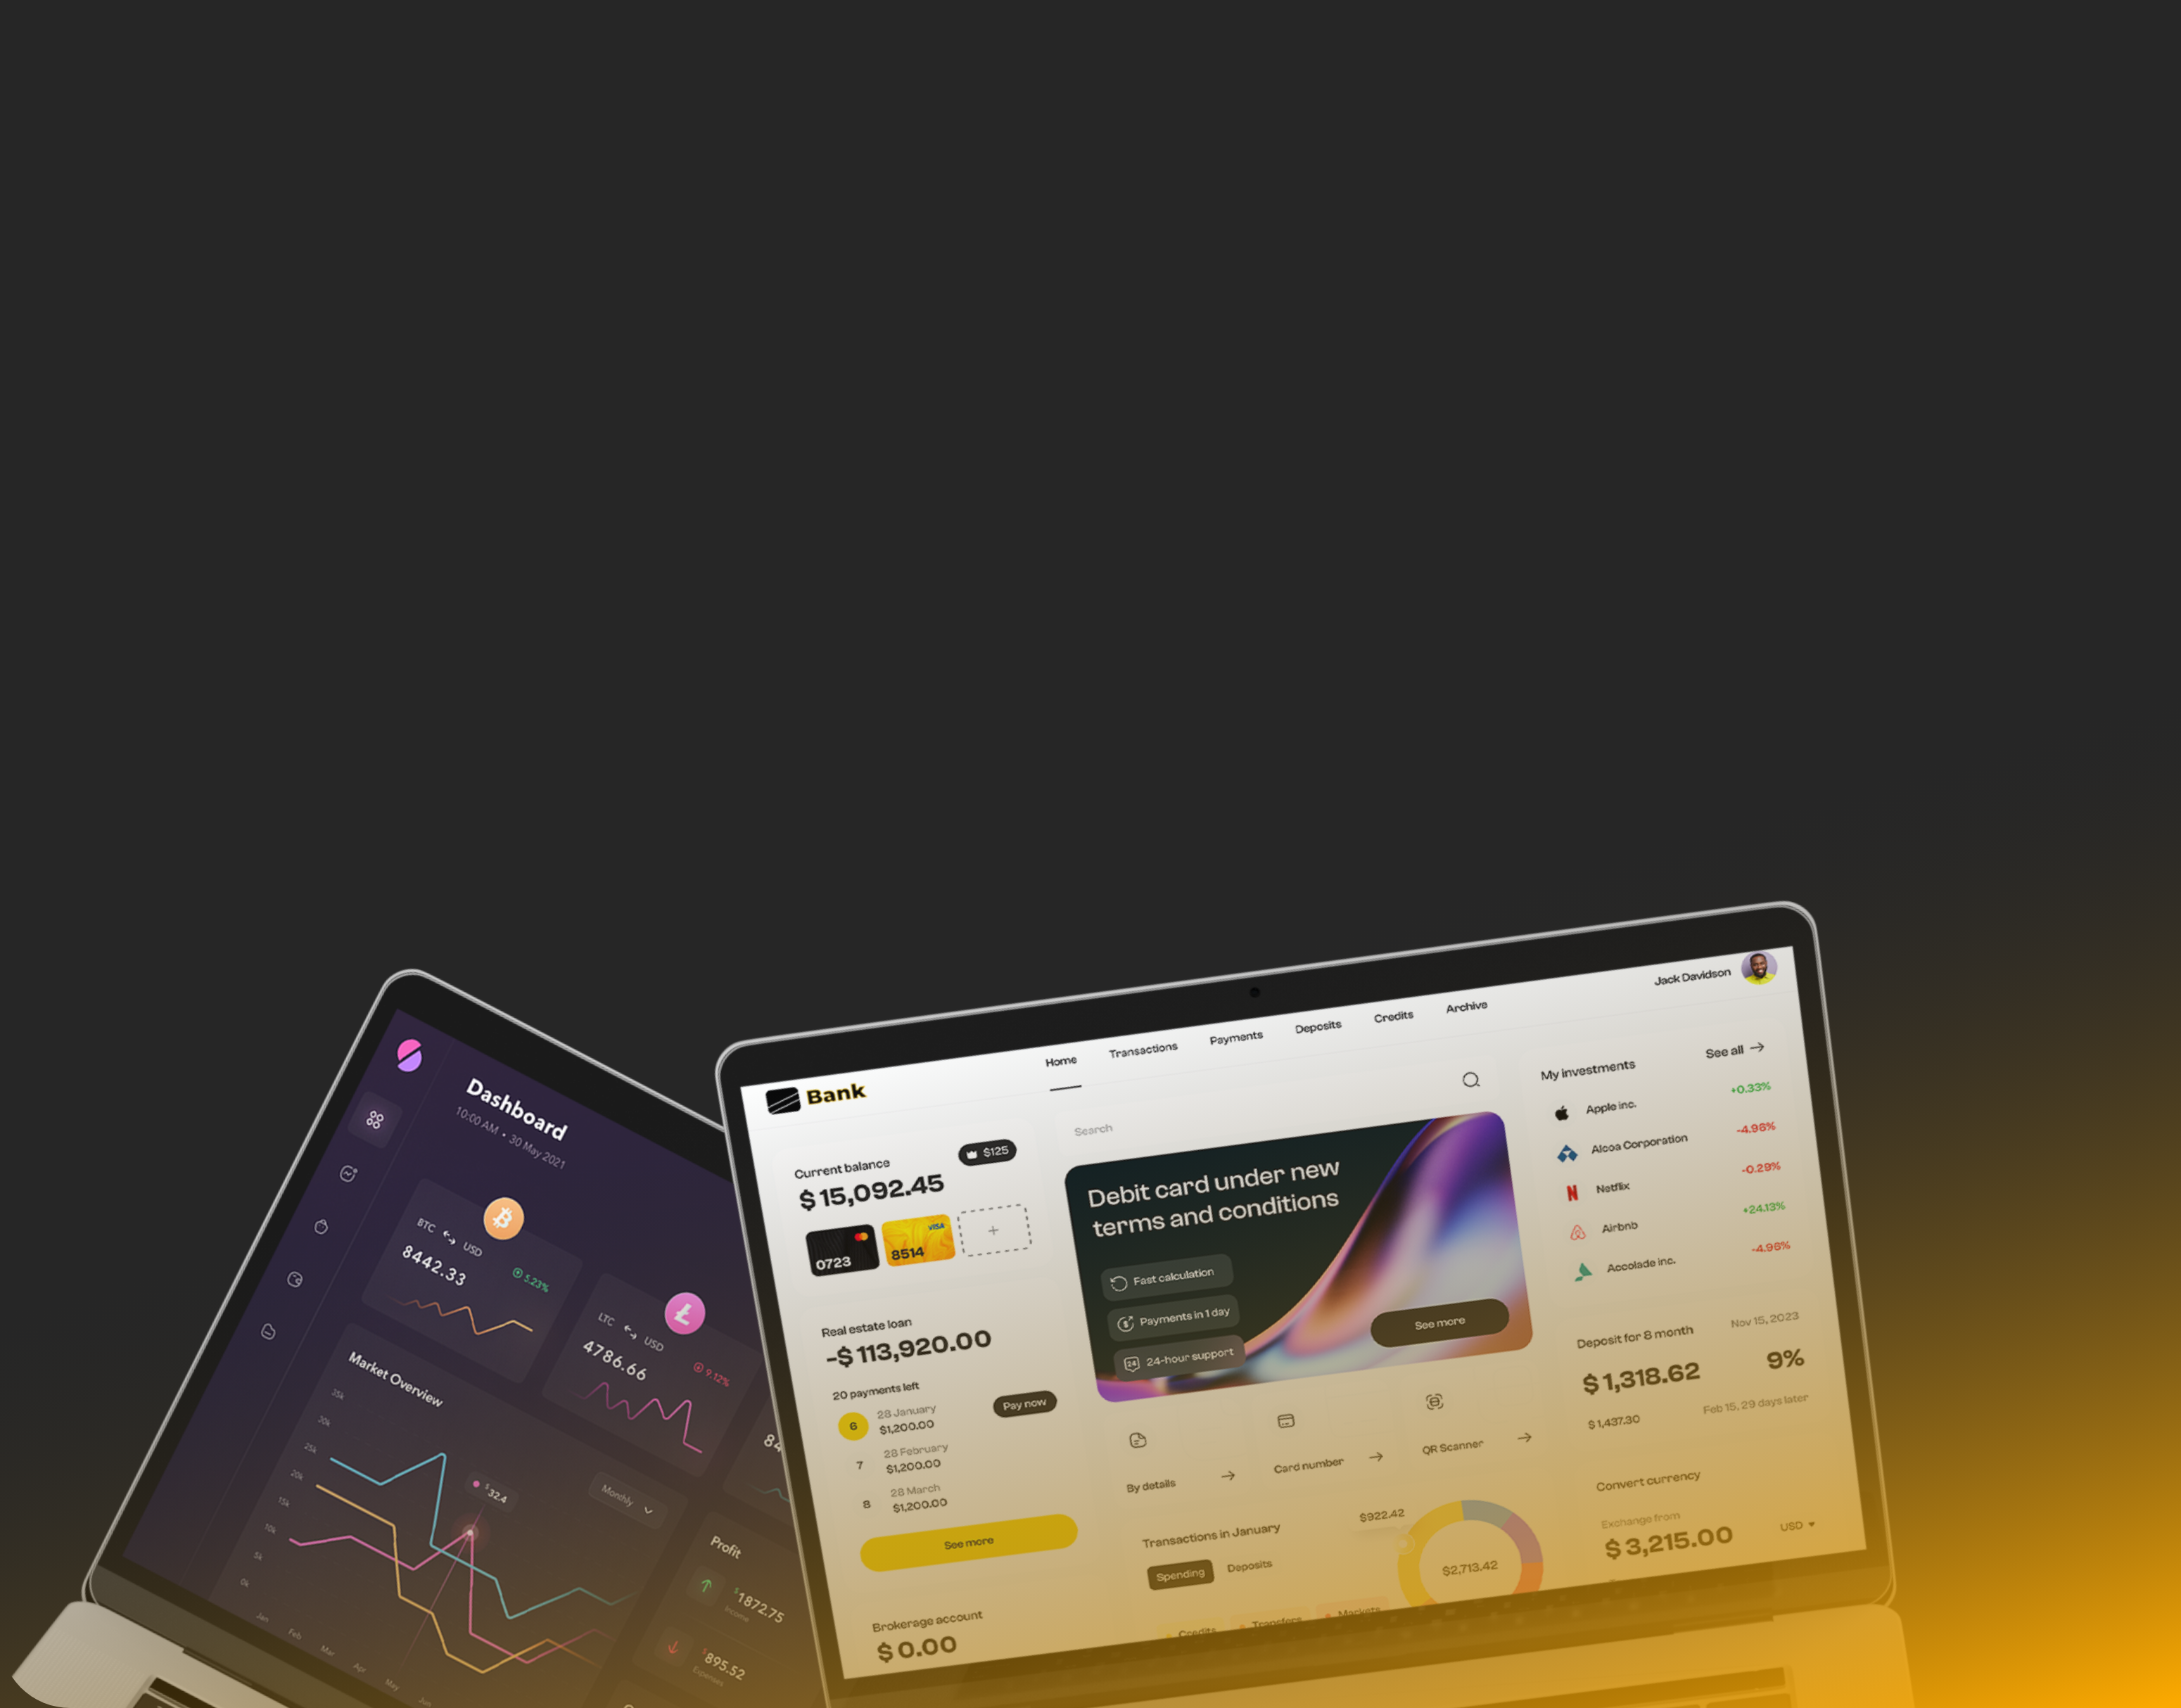 Dashboard
10:00 AM • 30 May 2021
BTC USD
8442.33
5.23%
LTC USD
4786.66
9.12%
84
Market Overview
Monthly
35k
30k
25k
20k
15k
10k
5k
0k
$32.4
Jan
Feb
Mar
Apr
May
Jun
Profit
$1872.75
Income
$895.52
Expenses
Bank
Home
Transactions
Payments
Deposits
Credits
Archive
Jack Davidson
Current balance
$125
$ 15,092.45
0723
VISA
8514
+
Real estate loan
-$ 113,920.00
20 payments left
Pay now
6
28 January
$1,200.00
7
28 February
$1,200.00
8
28 March
$1,200.00
See more
Brokerage account
$ 0.00
Search
Debit card under new
terms and conditions
Fast calculation
Payments in 1 day
24-hour support
See more
By details
Card number
QR Scanner
Transactions in January
Spending
Deposits
$922.42
$2,713.42
Credits
Transfers
Markets
My investments
See all
Apple inc.
+0.33%
Alcoa Corporation
-4.96%
Netflix
-0.29%
Airbnb
+24.13%
Accolade inc.
-4.96%
Deposit for 8 month
Nov 15, 2023
$ 1,318.62
9%
$ 1,437.30
Feb 15, 29 days later
Convert currency
Exchange from
$ 3,215.00
USD